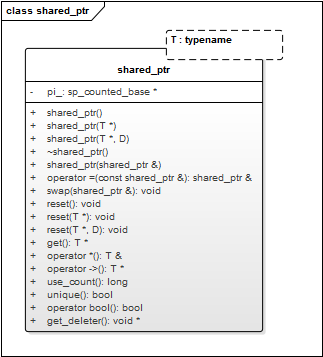 class shared_ptr
T : typename
shared_ptr
- pi_: sp_counted_base *
+ shared_ptr()
+ shared_ptr(T *)
+ shared_ptr(T *, D)
+ ~shared_ptr()
+ shared_ptr(shared_ptr &)
+ operator =(const shared_ptr &): shared_ptr &
+ swap(shared_ptr &): void
+ reset(): void
+ reset(T *): void
+ reset(T *, D): void
+ get(): T *
+ operator *(): T &
+ operator ->(): T *
+ use_count(): long
+ unique(): bool
+ operator bool(): bool
+ get_deleter(): void *